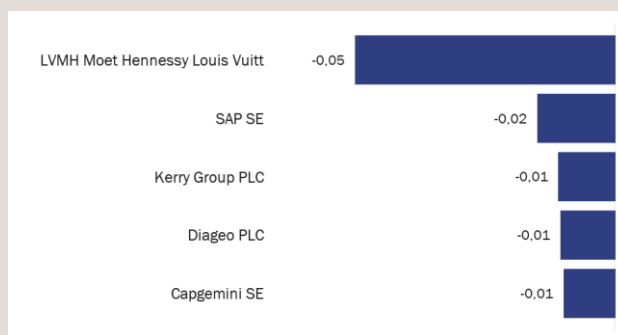 LVMH Moet Hennessy Louis Vuitt -0,05
SAP SE -0,02
Kerry Group PLC -0,01
Diageo PLC -0,01
Capgemini SE -0,01